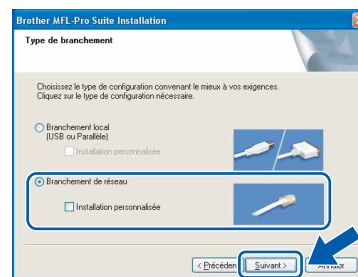 Brother MFL-Pro Suite Installation
Type de branchement
Choisissez le type de configuration convenant le mieux à vos exigences.
Cliquez sur le type de configuration nécessaire.
Branchement local
(USB ou Parallèle)
Installation personnalisée
Branchement de réseau
Installation personnalisée
< Précéden Suivant >